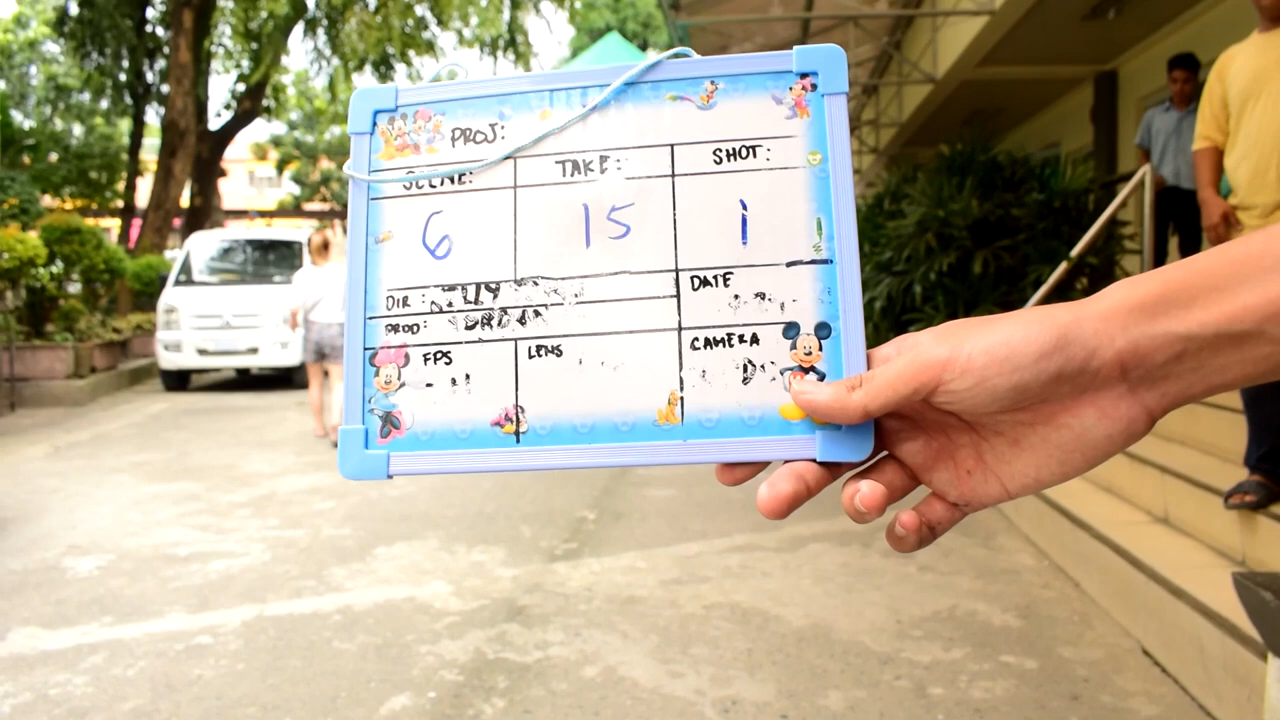 PROJ:
SCENE: TAKE: SHOT:
6 15 1
DIR:
DATE
PROD:
FPS LENS CAMERA